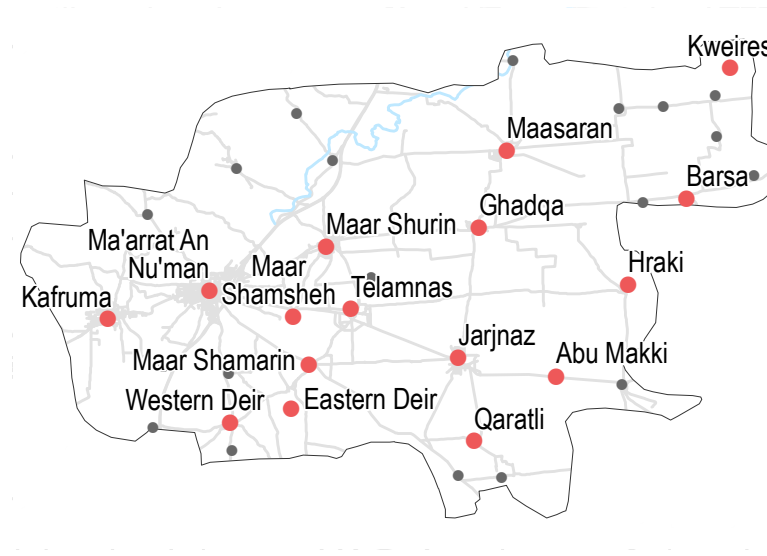 Kweires
Maasaran
Barsa
Ghadqa
Maar Shurin
Ma'arrat An
Nu'man
Maar
Shamsheh
Hraki
Telamnas
Kafruma
Jarjnaz
Maar Shamarin
Abu Makki
Western Deir
Eastern Deir
Qaratli